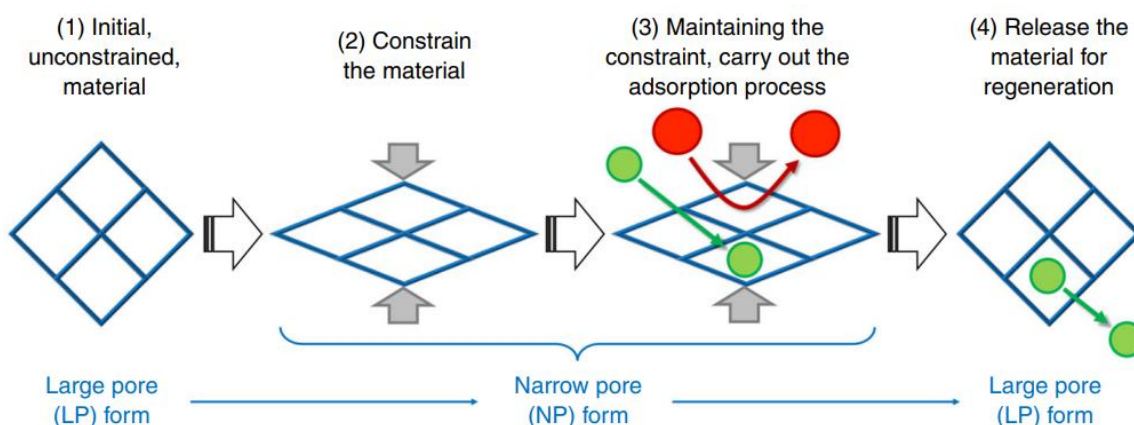 (1) Initial,
unconstrained,
material
(2) Constrain
the material
(3) Maintaining the
constraint, carry out the
adsorption process
(4) Release the
material for
regeneration
Large pore
(LP) form
Narrow pore
(NP) form
Large pore
(LP) form